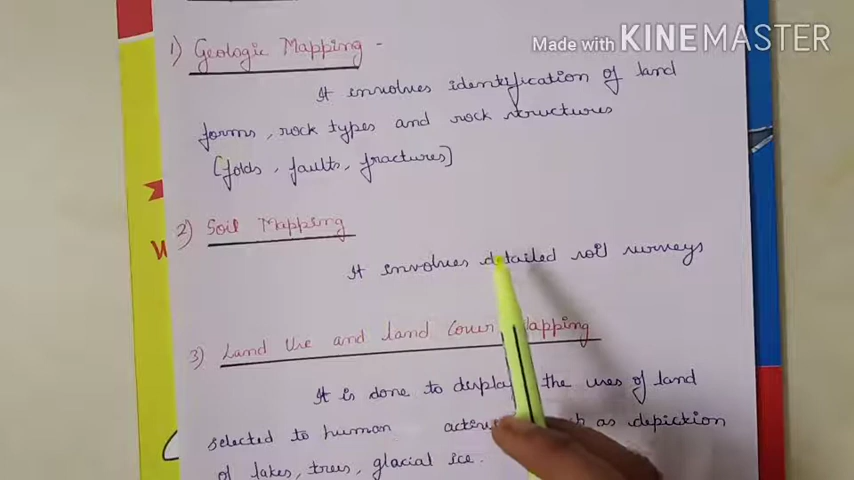 Made with KINEMASTER
1) Geologic Mapping -
It involves identification of land
forms, rock types and rock structures
[folds, faults, fractures]
2) Soil Mapping
It involves detailed soil surveys
3) Land Use and land Cover Mapping
It is done to display the uses of land
selected to human as depiction
of lakes, trees, glacial ice.